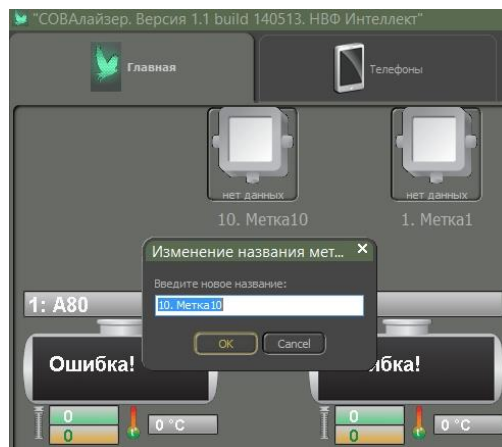 "СОВАлайзер. Версия 1.1 build 140513. НВФ Интеллект"
Главная
Телефоны
нет данных
нет данных
10. Метка10
1. Метка1
Изменение названия мет...
Введите новое название:
10. Метка10
OK
Cancel
1: A80
Ошибка!
бка!
0
0 °C
0
0
0 °C
0